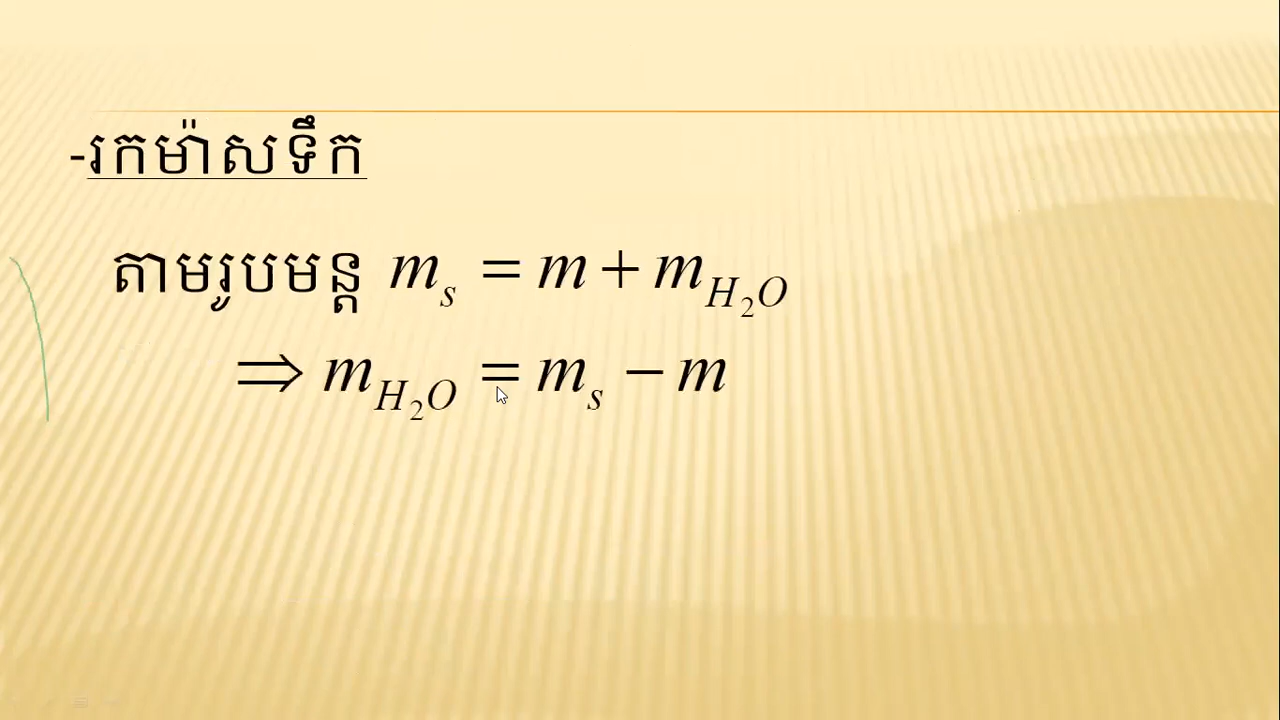 -រកម៉ាសទឹក
តាមរូបមន្ត m_s = m + m_{H_2O}
⇒ m_{H_2O} = m_s − m